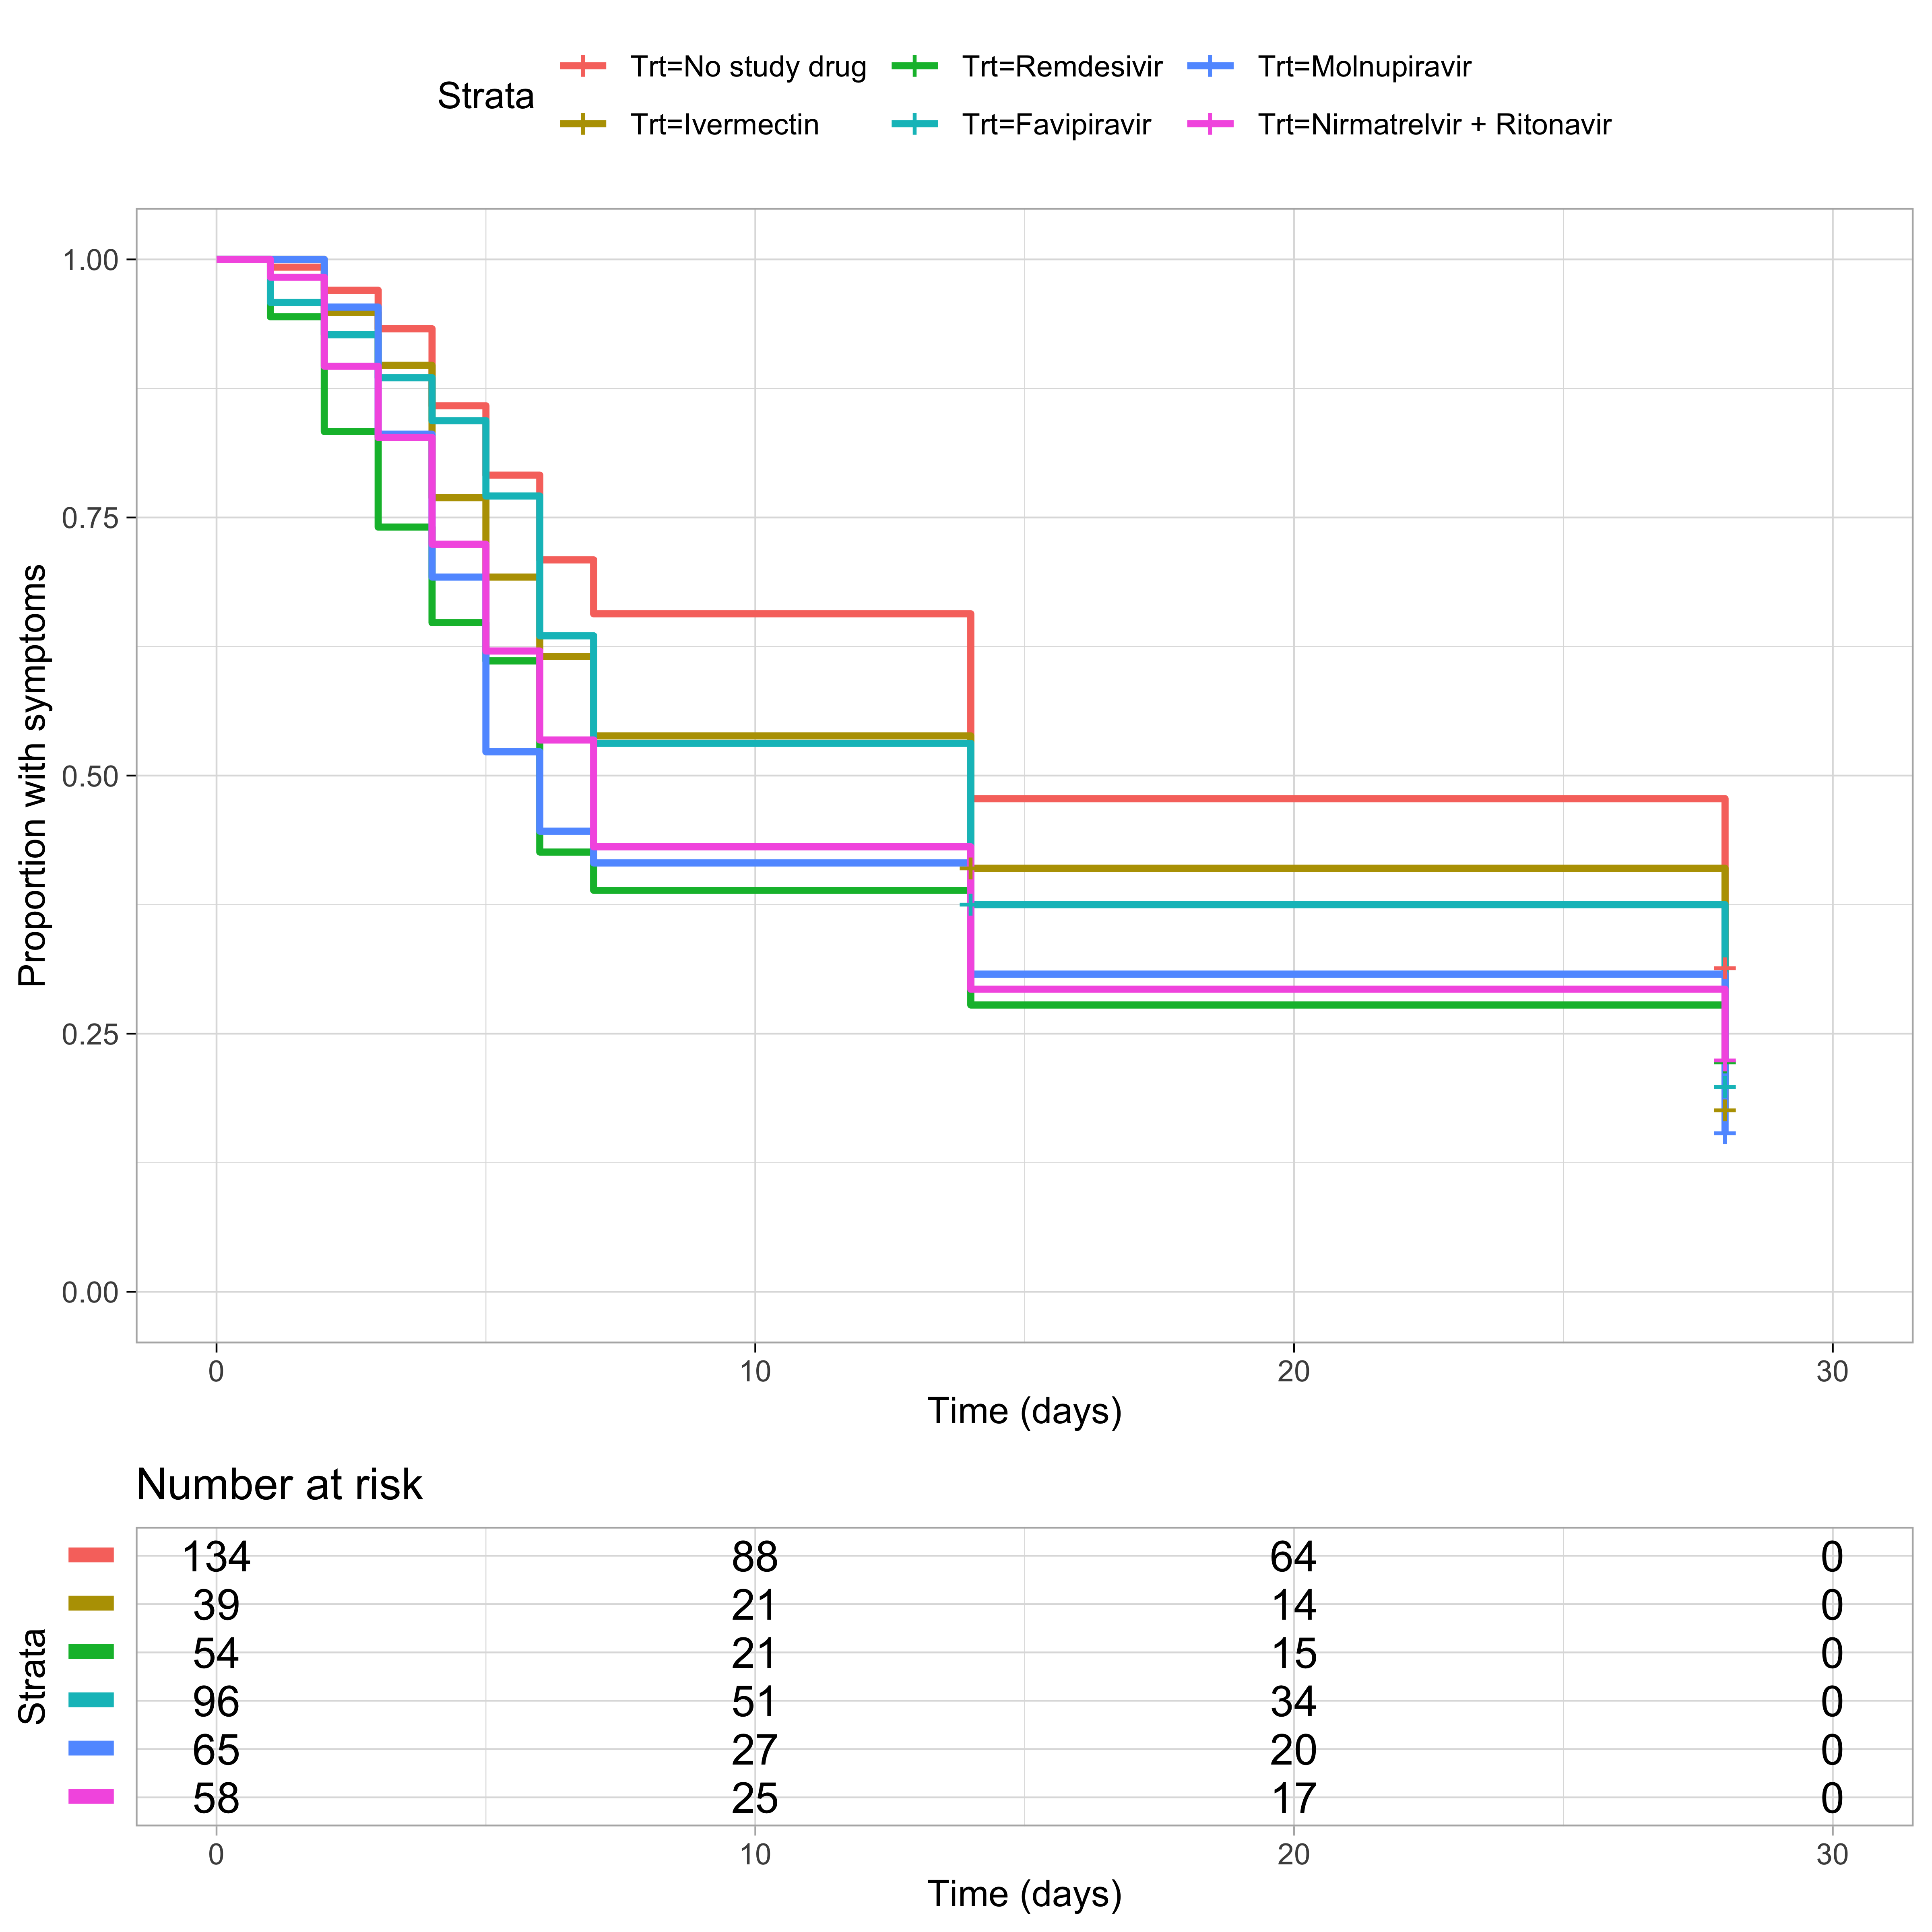 Strata
Trt=No study drug
Trt=Remdesivir
Trt=Molnupiravir
Trt=Ivermectin
Trt=Favipiravir
Trt=Nirmatrelvir + Ritonavir
Proportion with symptoms
1.00
0.75
0.50
0.25
0.00
0 10 20 30
Time (days)
Number at risk
Strata
134 88 64 0
39 21 14 0
54 21 15 0
96 51 34 0
65 27 20 0
58 25 17 0
0 10 20 30
Time (days)